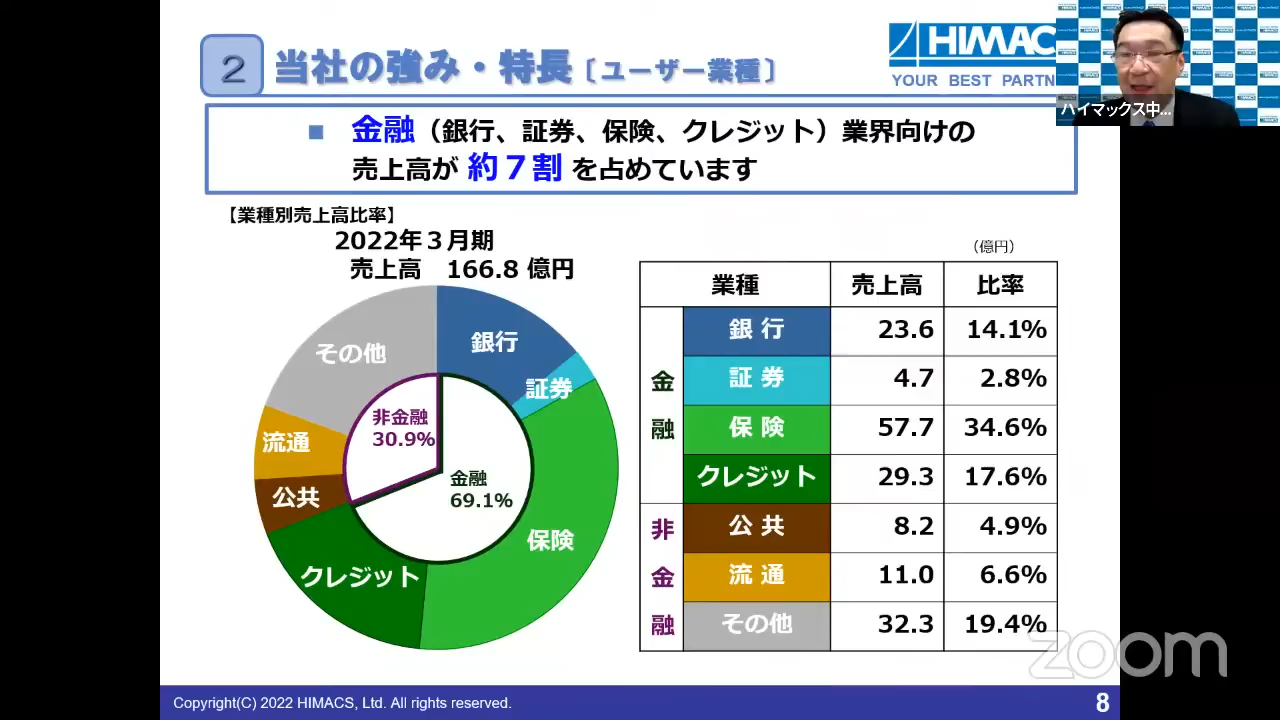 2
当社の強み・特長［ユーザー業種］
HIMAC
YOUR BEST PARTN
ハイマックス中...
■ 金融（銀行、証券、保険、クレジット）業界向けの
売上高が 約７割 を占めています
【業種別売上高比率】
2022年３月期
売上高 166.8 億円
銀行
証券
保険
クレジット
公共
流通
その他
非金融
30.9%
金融
69.1%
（億円）
業種 売上高 比率
金融
銀 行 23.6 14.1%
証 券 4.7 2.8%
保 険 57.7 34.6%
クレジット 29.3 17.6%
非金融
公 共 8.2 4.9%
流 通 11.0 6.6%
その他 32.3 19.4%
zoom
Copyright(C) 2022 HIMACS, Ltd. All rights reserved.
8